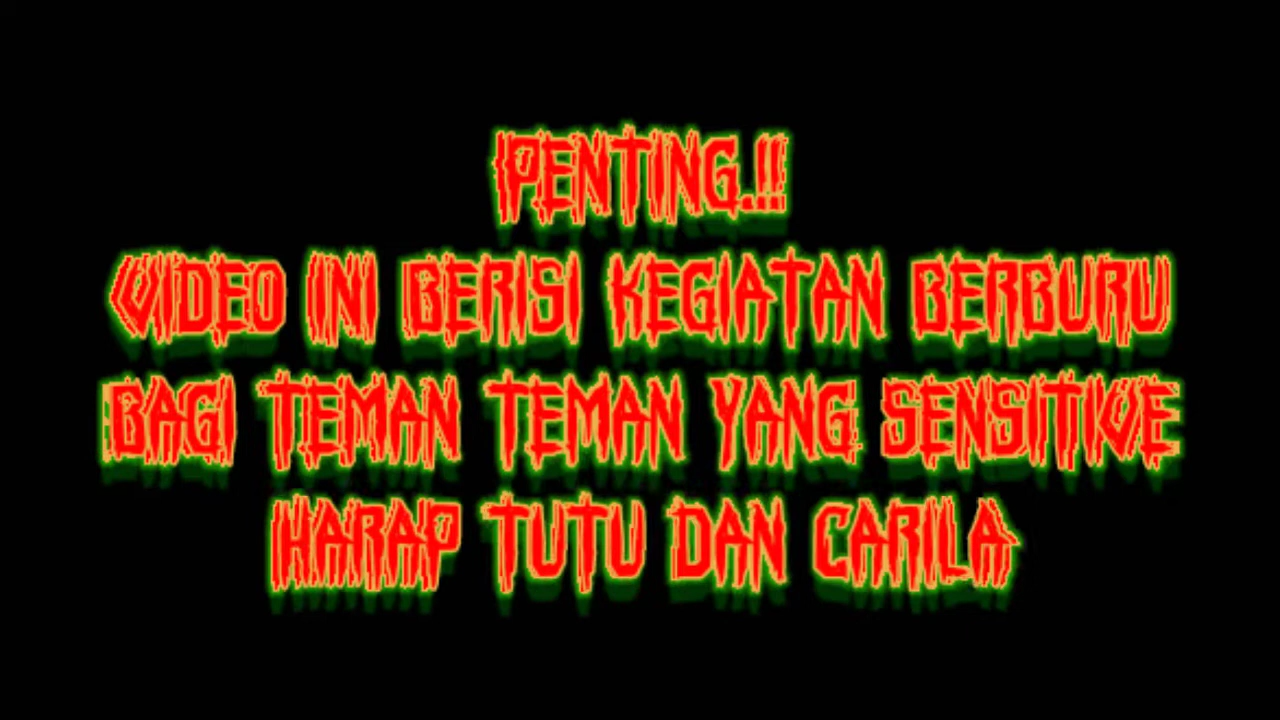 PENTING.!!
VIDEO INI BERISI KEGIATAN BERBURU
BAGI TEMAN TEMAN YANG SENSITIVE
HARAP TUTU DAN CARILA